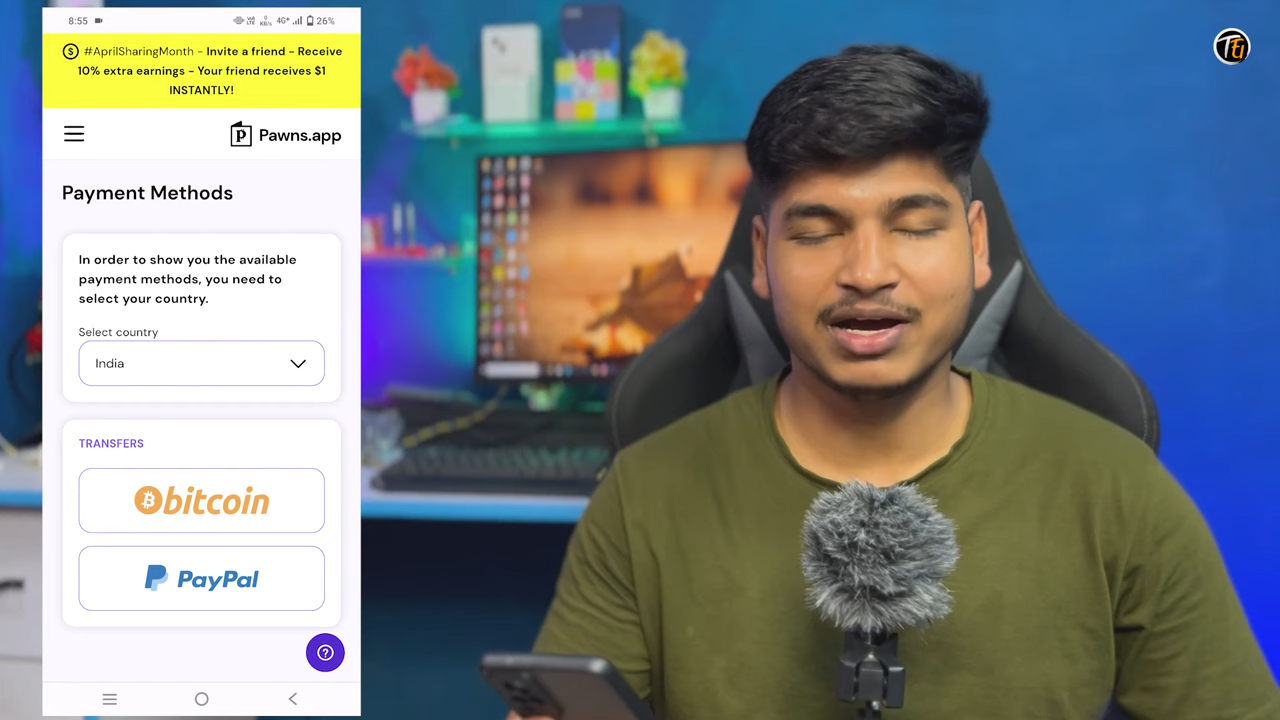 8:55
4G+
26%
#AprilSharingMonth - Invite a friend - Receive
10% extra earnings - Your friend receives $1
INSTANTLY!
Pawns.app
Payment Methods
In order to show you the available
payment methods, you need to
select your country.
Select country
India
TRANSFERS
bitcoin
PayPal